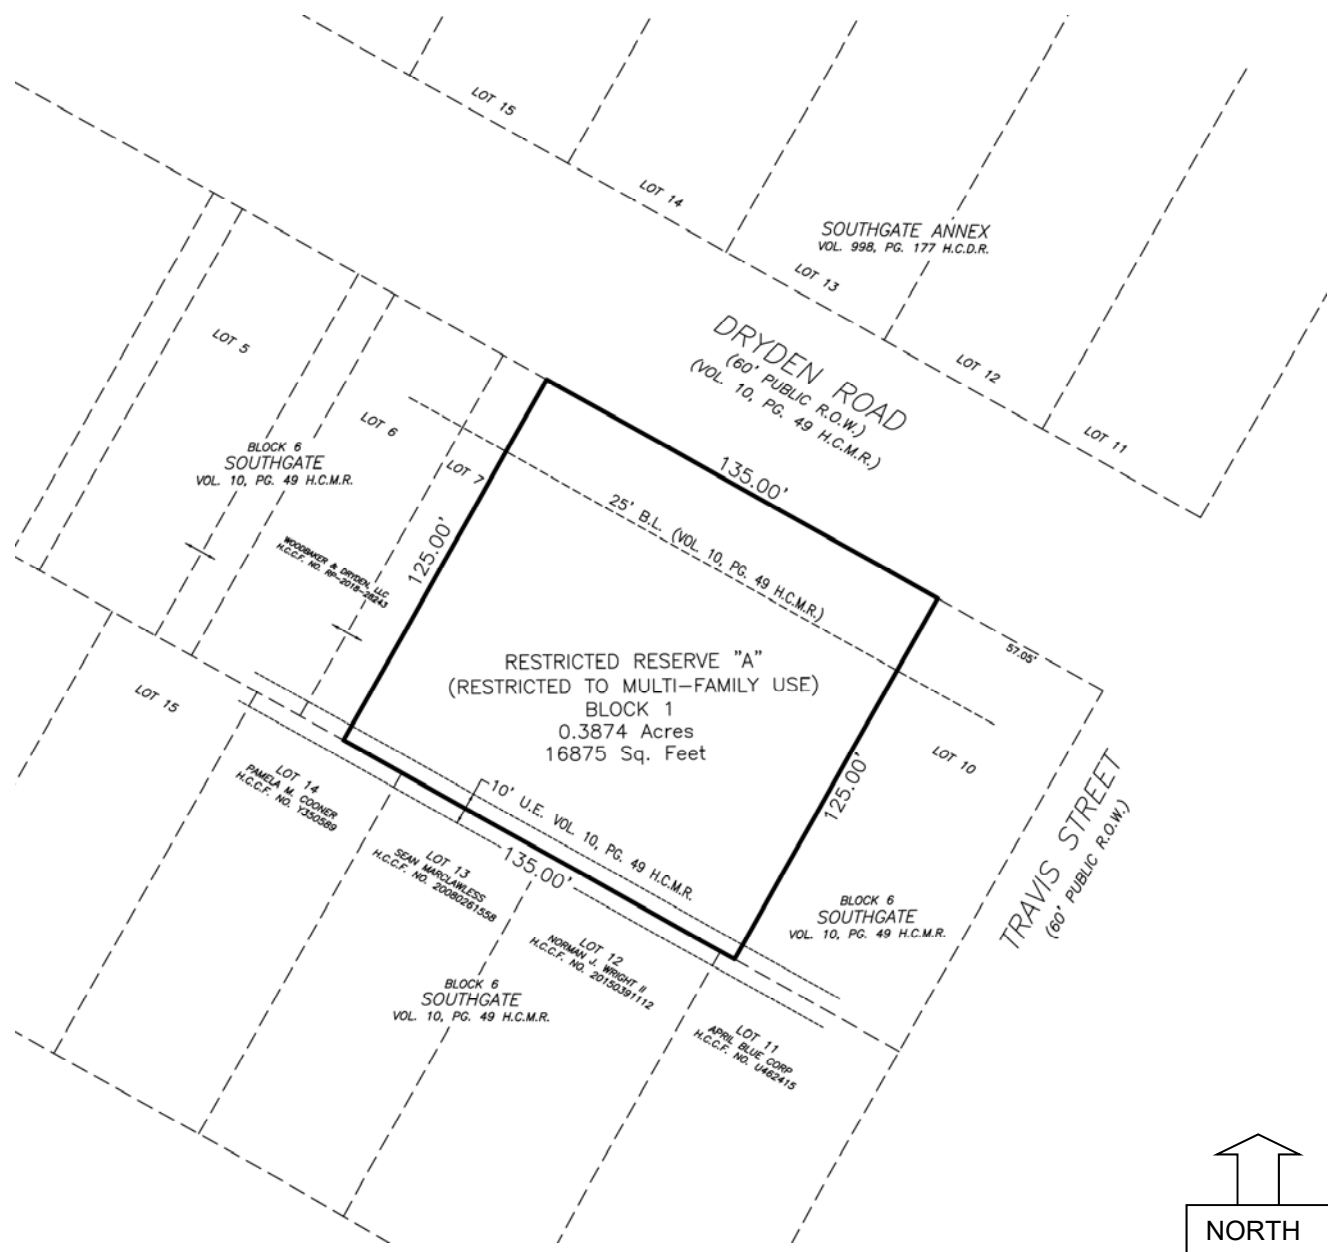 LOT 15
LOT 14
SOUTHGATE ANNEX
VOL. 998, PG. 177 H.C.D.R.
LOT 13
LOT 12
LOT 11
DRYDEN ROAD
(60' PUBLIC R.O.W.)
(VOL. 10, PG. 49 H.C.M.R.)
LOT 5
LOT 6
LOT 7
BLOCK 6
SOUTHGATE
VOL. 10, PG. 49 H.C.M.R.
WOODBAKER & DRYDEN, LLC
H.C.C.F. NO. RP-2018-28243
135.00'
125.00'
25' B.L. (VOL. 10, PG. 49 H.C.M.R.)
RESTRICTED RESERVE "A"
(RESTRICTED TO MULTI-FAMILY USE)
BLOCK 1
0.3874 Acres
16875 Sq. Feet
57.05'
LOT 10
125.00'
TRAVIS STREET
(60' PUBLIC R.O.W.)
10' U.E. VOL. 10, PG. 49 H.C.M.R.
135.00'
BLOCK 6
SOUTHGATE
VOL. 10, PG. 49 H.C.M.R.
LOT 15
LOT 14
PAMELA M. COONER
H.C.C.F. NO. Y350589
LOT 13
SEAN MARCLAWLESS
H.C.C.F. NO. 20080261558
LOT 12
NORMAN J. WRIGHT II
H.C.C.F. NO. 20150391112
LOT 11
APRIL BLUE CORP
H.C.C.F. NO. U462415
BLOCK 6
SOUTHGATE
VOL. 10, PG. 49 H.C.M.R.
NORTH